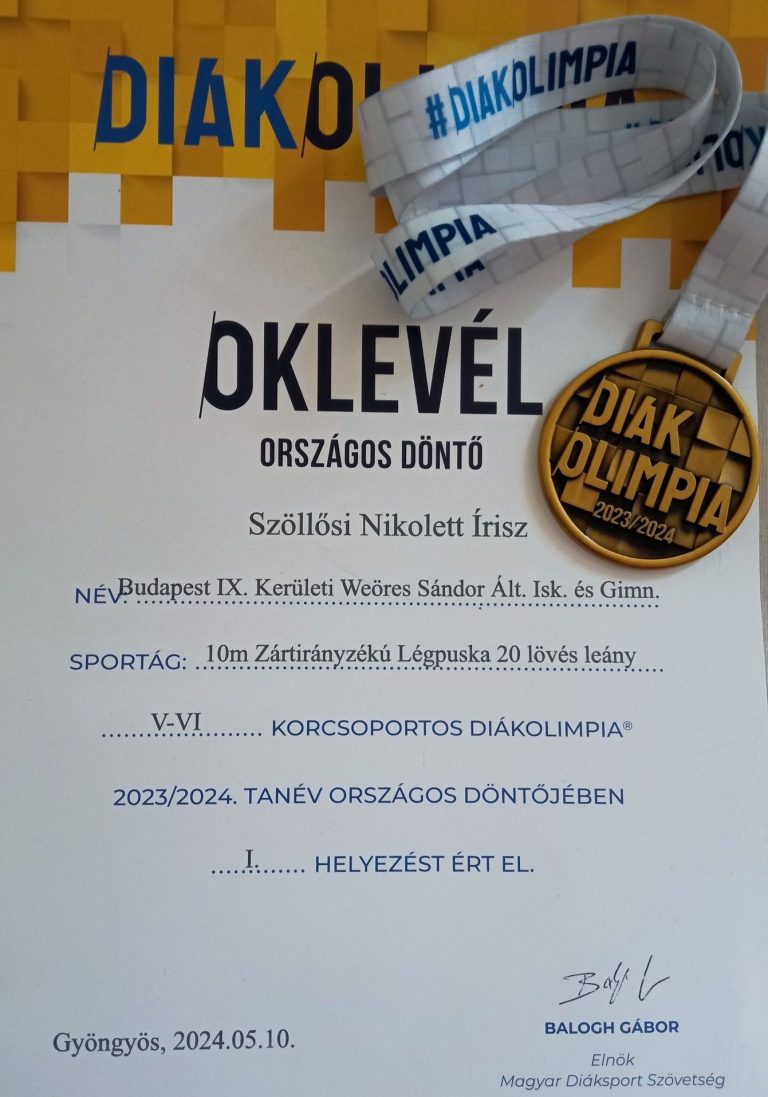 DIÁKOL
#DIÁKOLIMPIA
OLIMPIA
OKLEVÉL
ORSZÁGOS DÖNTŐ
DIÁK
OLIMPIA
2023/2024
Szöllősi Nikolett Írisz
NÉV: Budapest IX. Kerületi Weöres Sándor Ált. Isk. és Gimn.
SPORTÁG: 10m Zártirányzékú Légpuska 20 lövés leány
V-VI KORCSOPORTOS DIÁKOLIMPIA®
2023/2024. TANÉV ORSZÁGOS DÖNTŐJÉBEN
I. HELYEZÉST ÉRT EL.
BALOGH GÁBOR
Gyöngyös, 2024.05.10.
Elnök
Magyar Diáksport Szövetség